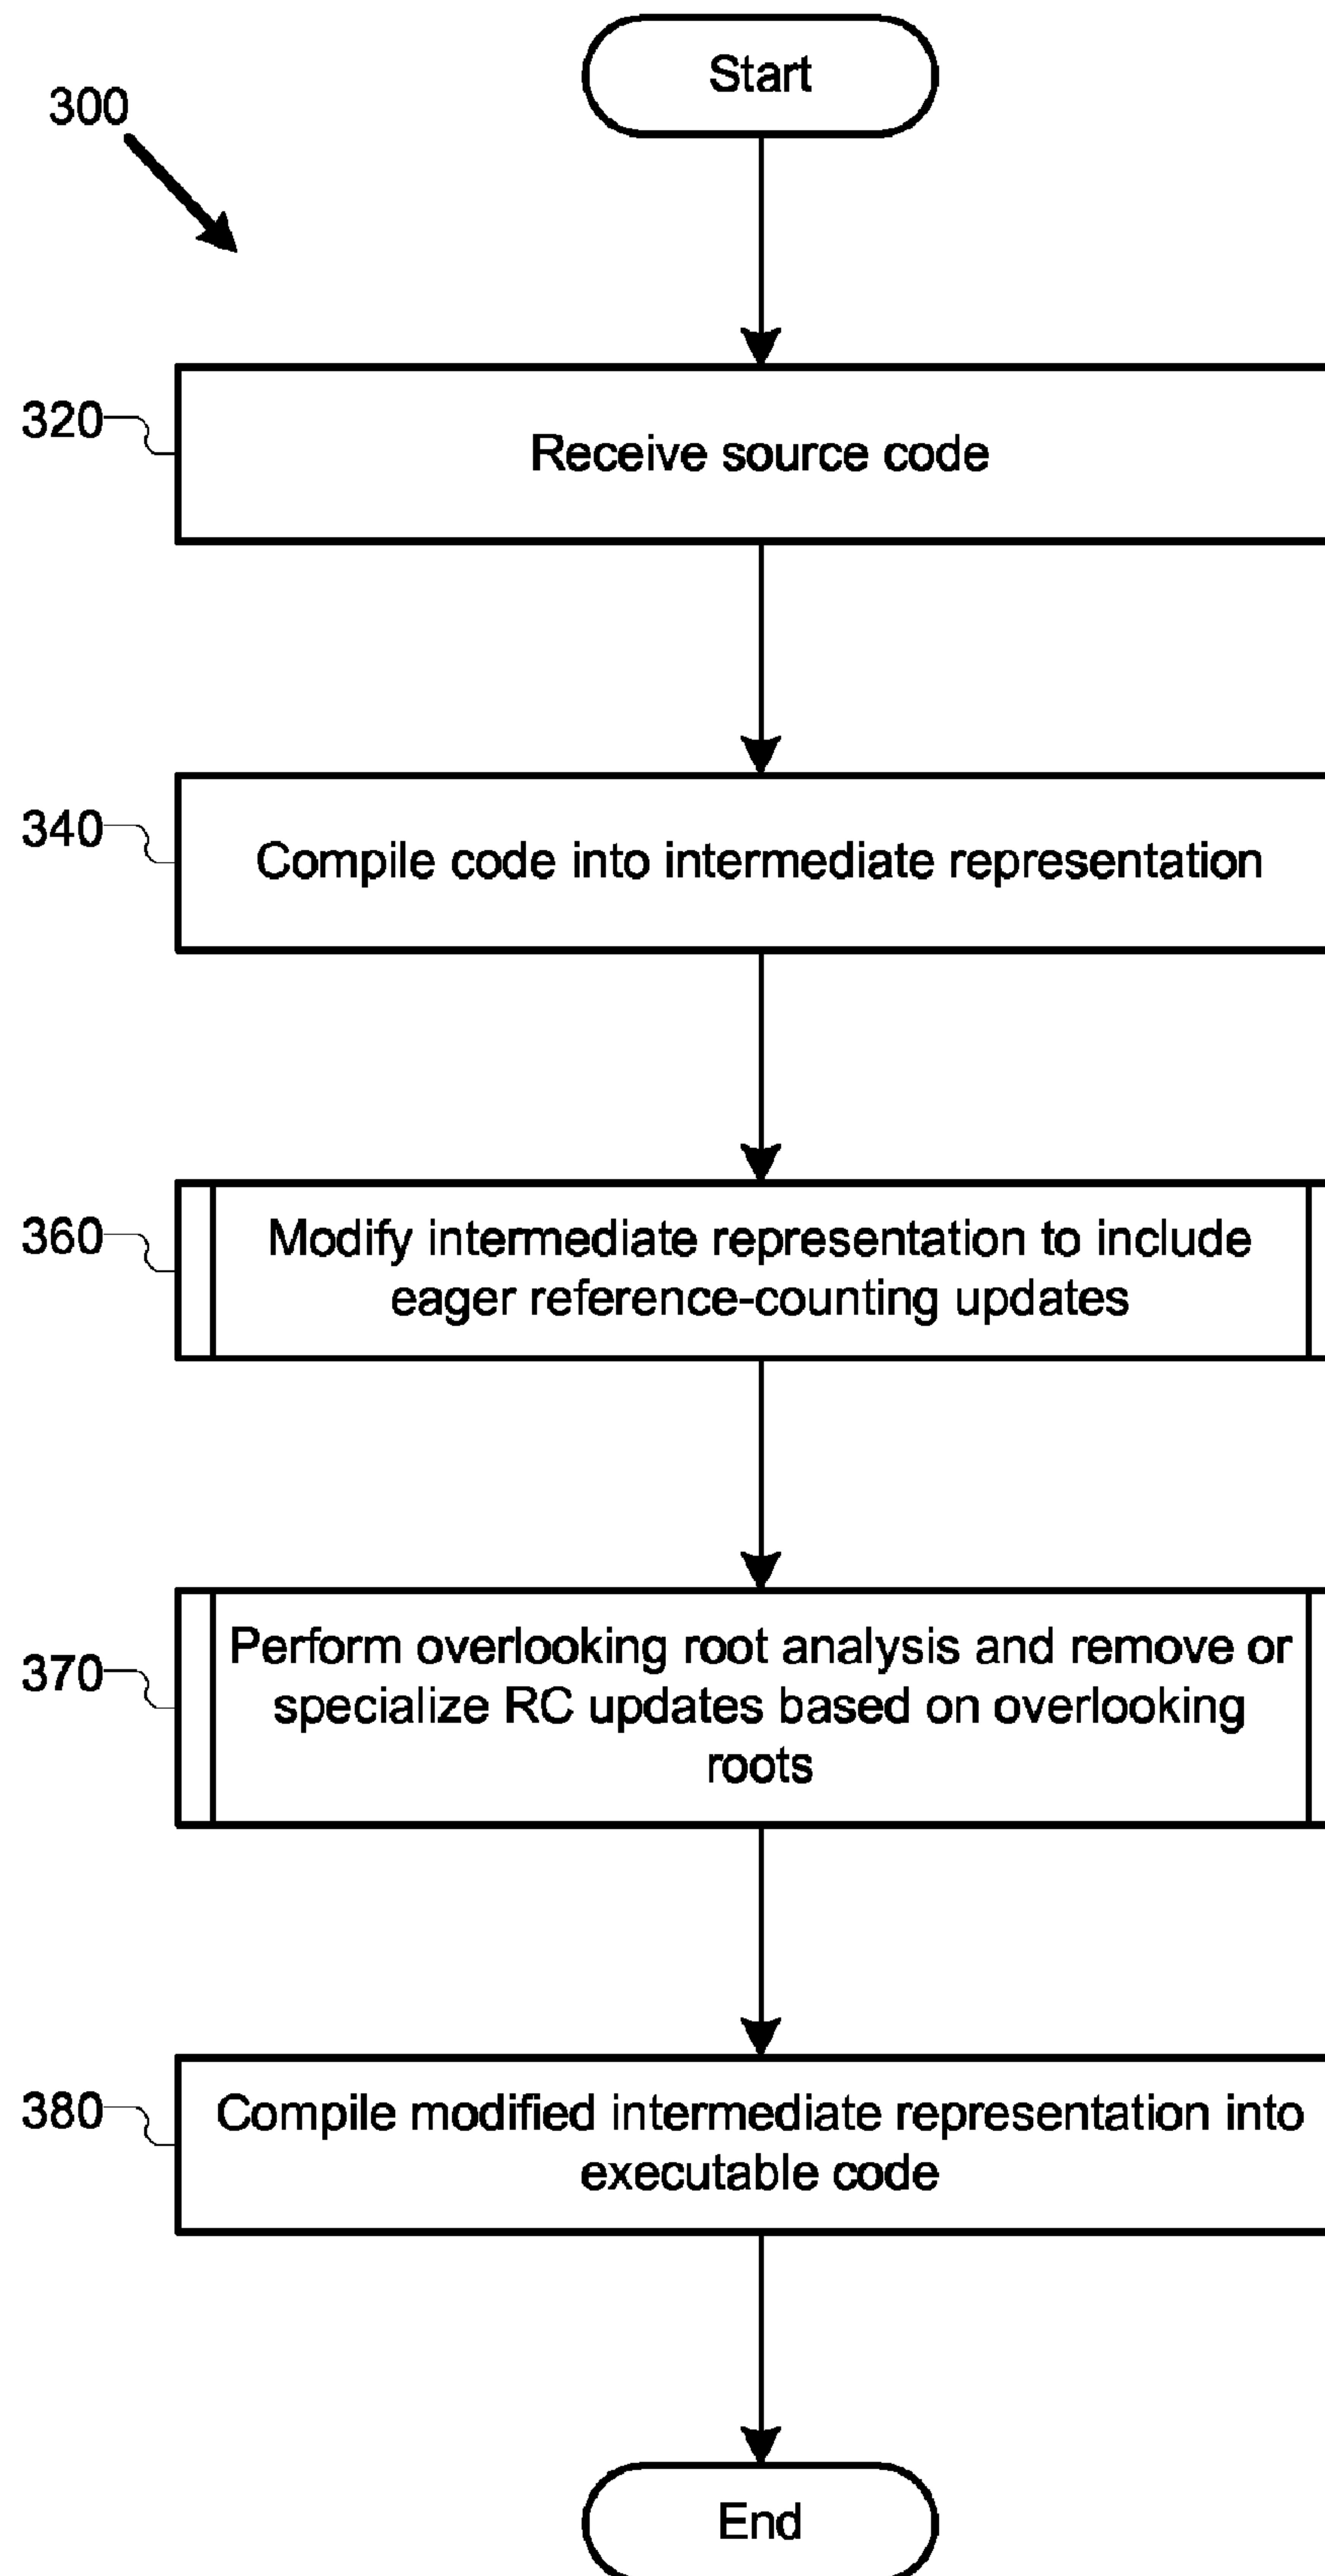 Start
300
320
Receive source code
340
Compile code into intermediate representation
360
Modify intermediate representation to include
eager reference-counting updates
370
Perform overlooking root analysis and remove or
specialize RC updates based on overlooking
roots
380
Compile modified intermediate representation into
executable code
End